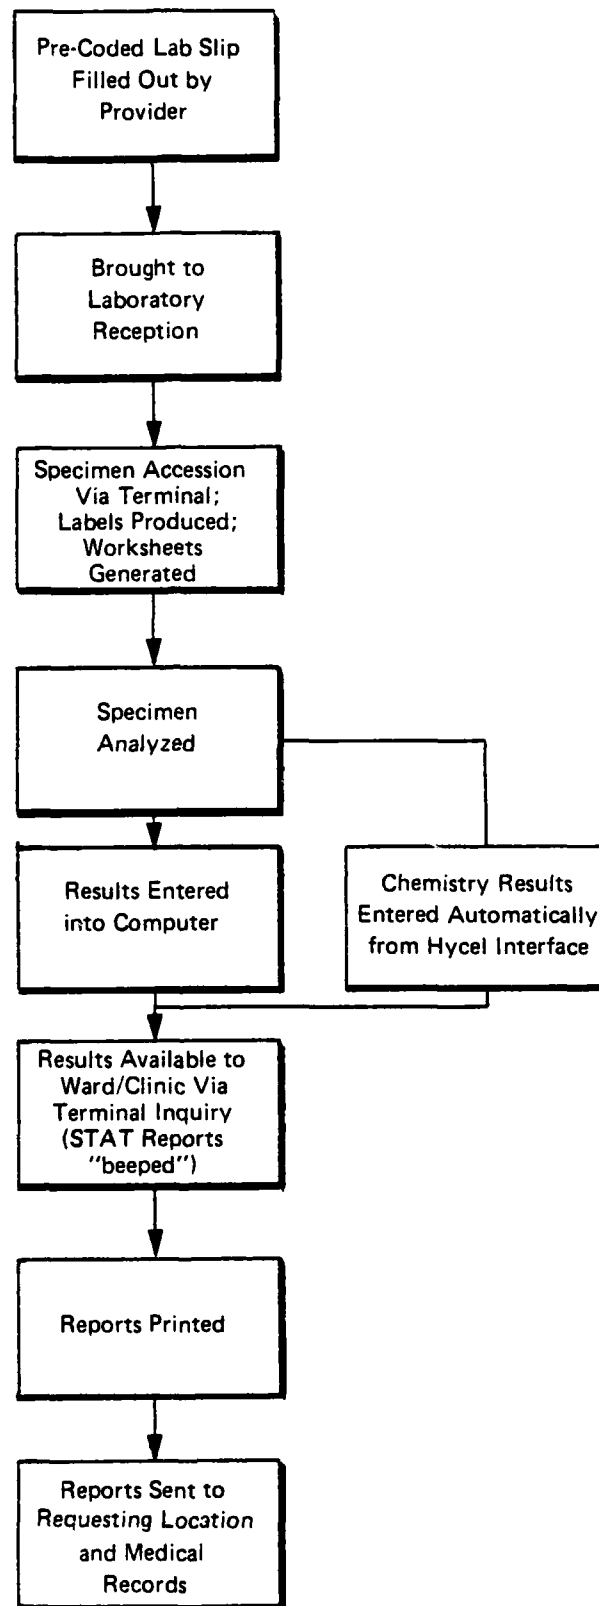 Pre-Coded Lab Slip
Filled Out by
Provider
Brought to
Laboratory
Reception
Specimen Accession
Via Terminal;
Labels Produced;
Worksheets
Generated
Specimen
Analyzed
Results Entered
into Computer
Chemistry Results
Entered Automatically
from Hycel Interface
Results Available to
Ward/Clinic Via
Terminal Inquiry
(STAT Reports
"beeped")
Reports Printed
Reports Sent to
Requesting Location
and Medical
Records